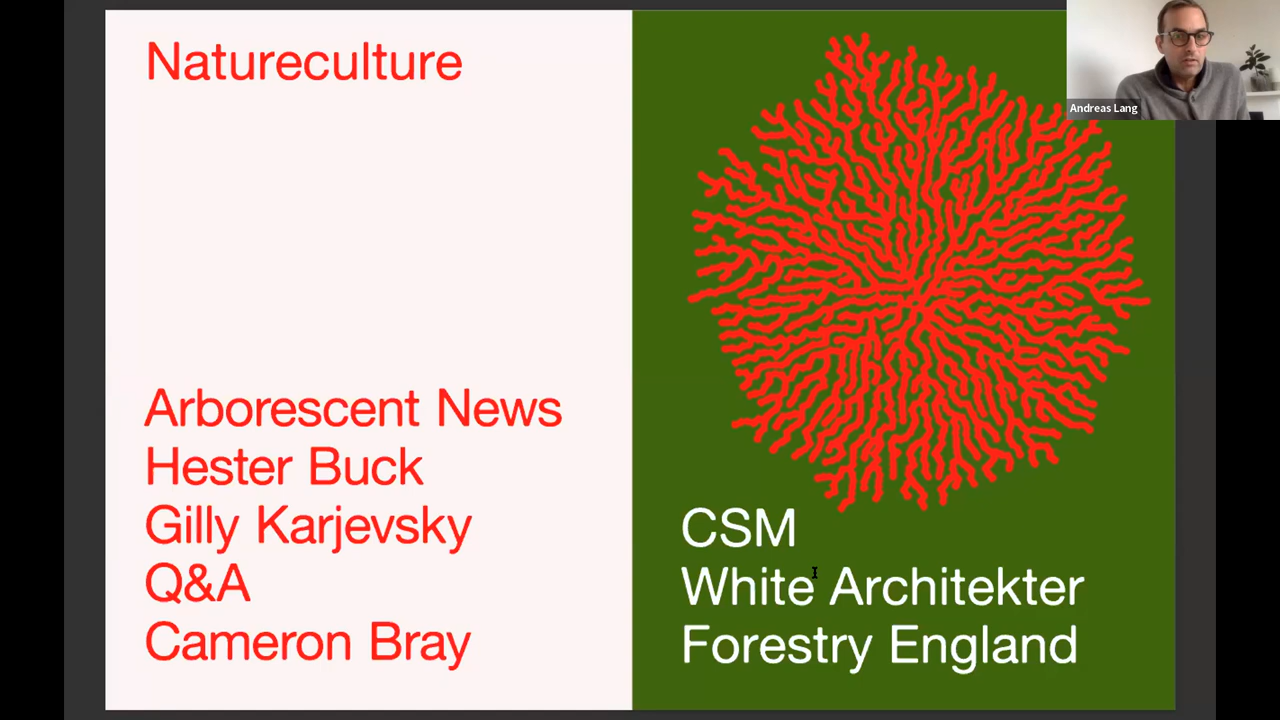 Natureculture
Arborescent News
Hester Buck
Gilly Karjevsky
Q&A
Cameron Bray
CSM
White Architekter
Forestry England
Andreas Lang